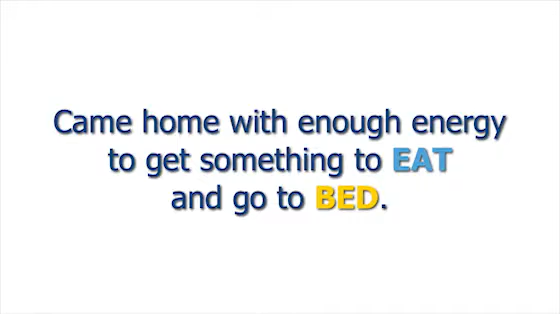 Came home with enough energy
to get something to EAT
and go to BED.